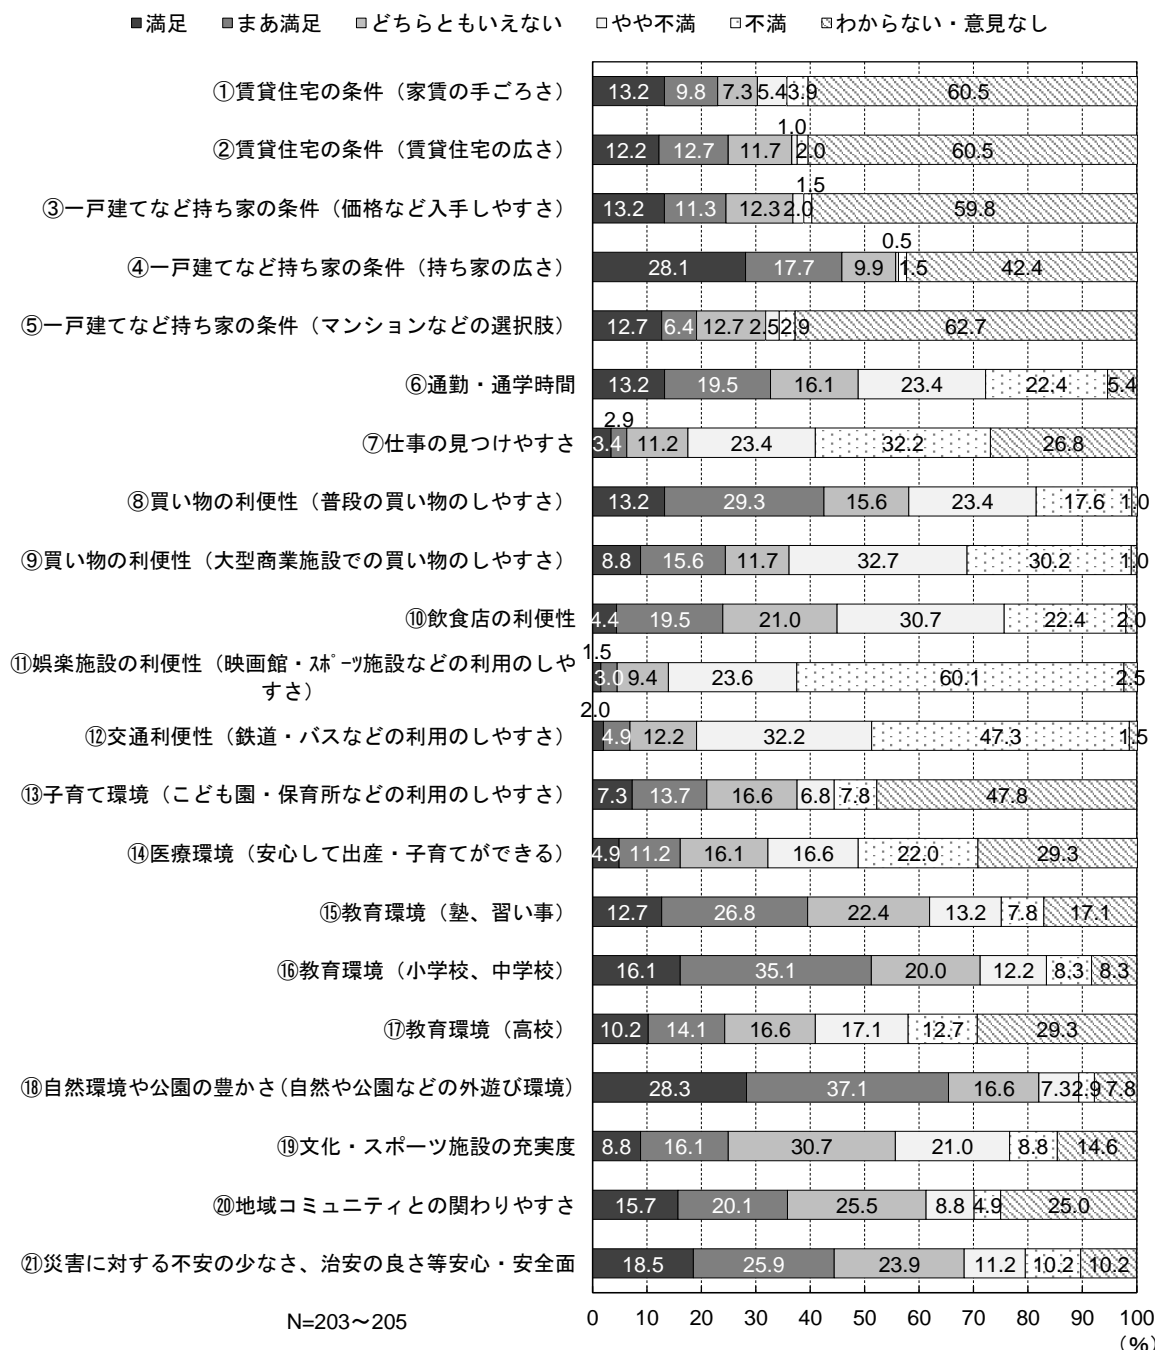 満足 まあ満足 どちらともいえない やや不満 不満 わからない・意見なし
①賃貸住宅の条件（家賃の手ごろさ） 13.2 9.8 7.3 5.4 3.9 60.5
1.0
②賃貸住宅の条件（賃貸住宅の広さ） 12.2 12.7 11.7 2.0 60.5
1.5
③一戸建てなど持ち家の条件（価格など入手しやすさ） 13.2 11.3 12.3 2.0 59.8
0.5
④一戸建てなど持ち家の条件（持ち家の広さ） 28.1 17.7 9.9 1.5 42.4
⑤一戸建てなど持ち家の条件（マンションなどの選択肢） 12.7 6.4 12.7 2.5 2.9 62.7
⑥通勤・通学時間 13.2 19.5 16.1 23.4 22.4 5.4
2.9
⑦仕事の見つけやすさ 3.4 11.2 23.4 32.2 26.8
⑧買い物の利便性（普段の買い物のしやすさ） 13.2 29.3 15.6 23.4 17.6 1.0
⑨買い物の利便性（大型商業施設での買い物のしやすさ） 8.8 15.6 11.7 32.7 30.2 1.0
⑩飲食店の利便性 4.4 19.5 21.0 30.7 22.4 2.0
1.5
⑪娯楽施設の利便性（映画館・ｽﾎﾟｰﾂ施設などの利用のしや
すさ） 3.0 9.4 23.6 60.1 2.5
2.0
⑫交通利便性（鉄道・バスなどの利用のしやすさ） 4.9 12.2 32.2 47.3 1.5
⑬子育て環境（こども園・保育所などの利用のしやすさ） 7.3 13.7 16.6 6.8 7.8 47.8
⑭医療環境（安心して出産・子育てができる） 4.9 11.2 16.1 16.6 22.0 29.3
⑮教育環境（塾、習い事） 12.7 26.8 22.4 13.2 7.8 17.1
⑯教育環境（小学校、中学校） 16.1 35.1 20.0 12.2 8.3 8.3
⑰教育環境（高校） 10.2 14.1 16.6 17.1 12.7 29.3
⑱自然環境や公園の豊かさ（自然や公園などの外遊び環境） 28.3 37.1 16.6 7.3 2.9 7.8
⑲文化・スポーツ施設の充実度 8.8 16.1 30.7 21.0 8.8 14.6
⑳地域コミュニティとの関わりやすさ 15.7 20.1 25.5 8.8 4.9 25.0
㉑災害に対する不安の少なさ、治安の良さ等安心・安全面 18.5 25.9 23.9 11.2 10.2 10.2
N=203～205 0 10 20 30 40 50 60 70 80 90 100
(%)